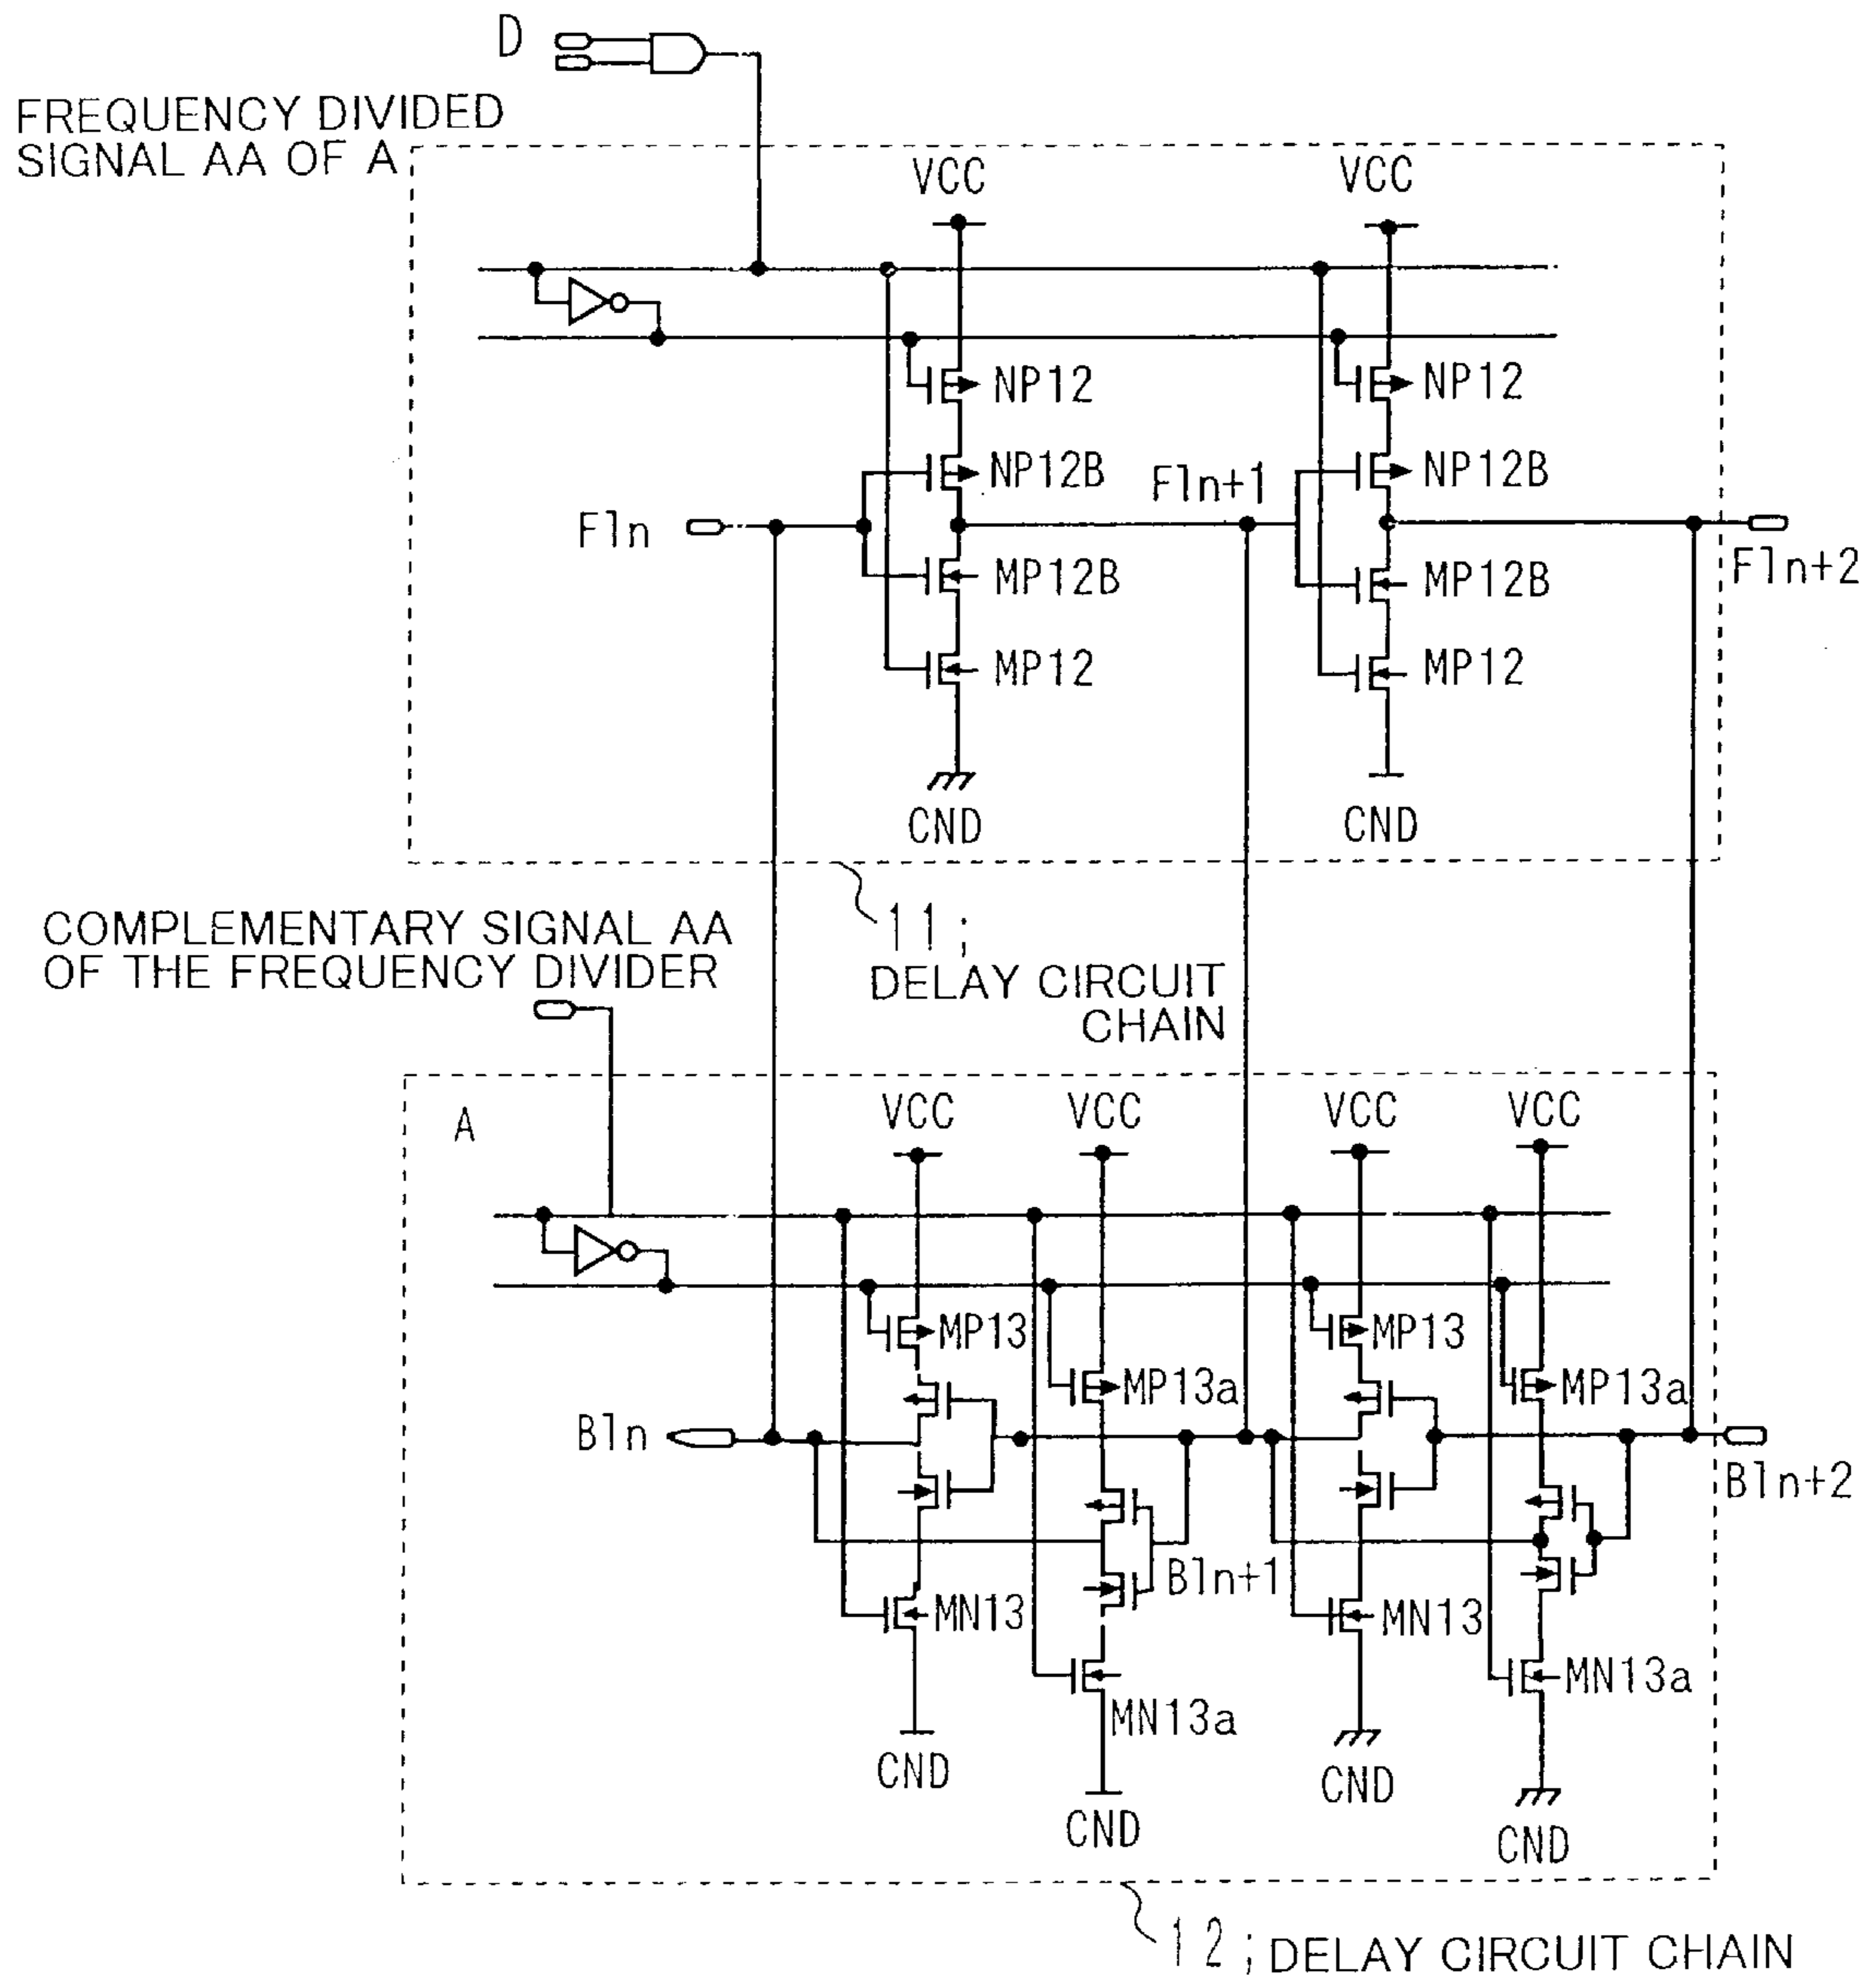 D
FREQUENCY DIVIDED
SIGNAL AA OF A
VCC
VCC
NP12
NP12
NP12B
NP12B
Fln+1
Fln
Fln+2
MP12B
MP12B
MP12
MP12
CND
CND
11;
DELAY CIRCUIT
CHAIN
COMPLEMENTARY SIGNAL AA
OF THE FREQUENCY DIVIDER
A
VCC
VCC
VCC
VCC
MP13
MP13
MP13a
MP13a
Bln
Bln+2
Bln+1
MN13
MN13
MN13a
MN13a
CND
CND
CND
CND
12; DELAY CIRCUIT CHAIN